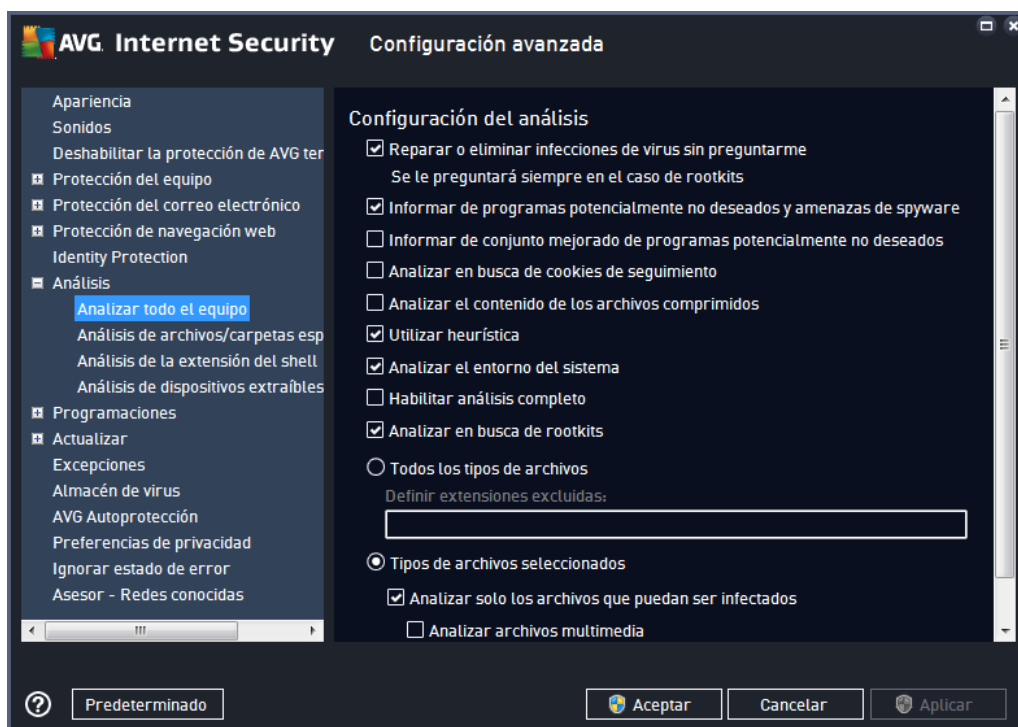 AVG. Internet Security
Configuración avanzada
Apariencia
Sonidos
Deshabilitar la protección de AVG ter
Protección del equipo
Protección del correo electrónico
Protección de navegación web
Identity Protection
Análisis
Analizar todo el equipo
Análisis de archivos/carpetas esp
Análisis de la extensión del shell
Análisis de dispositivos extraíbles
Programaciones
Actualizar
Excepciones
Almacén de virus
AVG Autoprotección
Preferencias de privacidad
Ignorar estado de error
Asesor - Redes conocidas
Configuración del análisis
Reparar o eliminar infecciones de virus sin preguntarme
Se le preguntará siempre en el caso de rootkits
Informar de programas potencialmente no deseados y amenazas de spyware
Informar de conjunto mejorado de programas potencialmente no deseados
Analizar en busca de cookies de seguimiento
Analizar el contenido de los archivos comprimidos
Utilizar heurística
Analizar el entorno del sistema
Habilitar análisis completo
Analizar en busca de rootkits
Todos los tipos de archivos
Definir extensiones excluidas:
Tipos de archivos seleccionados
Analizar solo los archivos que puedan ser infectados
Analizar archivos multimedia
Predeterminado
Aceptar
Cancelar
Aplicar